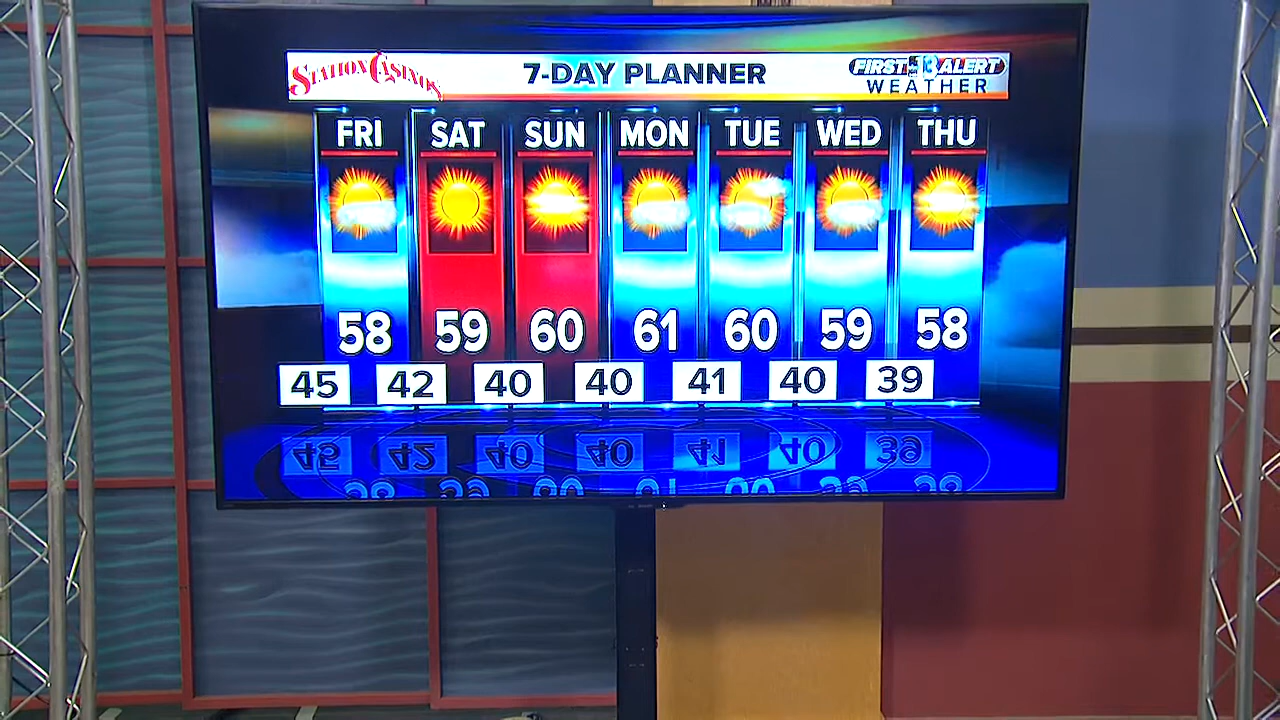 STATION CASINOS
7-DAY PLANNER
FIRST 13 ALERT
WEATHER
FRI SAT SUN MON TUE WED THU
58 59 60 61 60 59 58
45 42 40 40 41 40 39